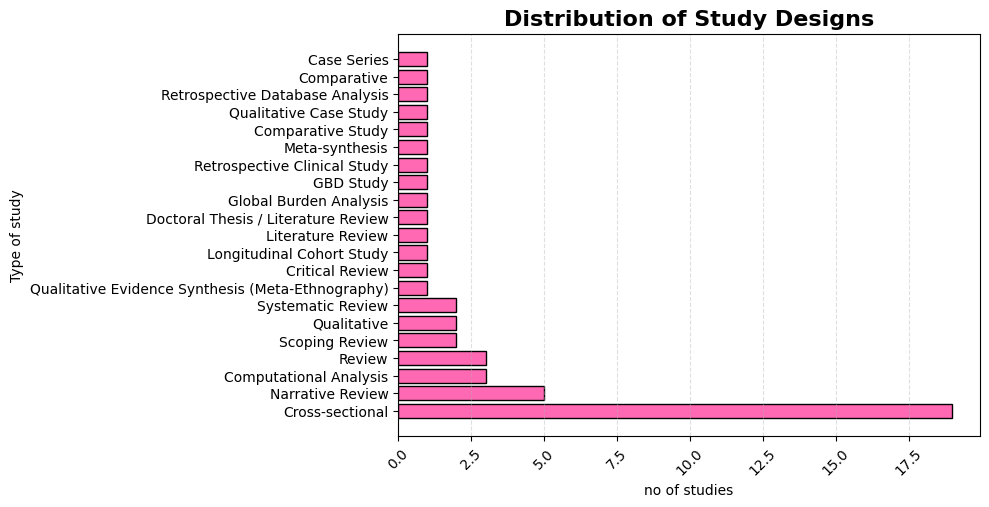 Distribution of Study Designs
Type of study
Case Series
Comparative
Retrospective Database Analysis
Qualitative Case Study
Comparative Study
Meta-synthesis
Retrospective Clinical Study
GBD Study
Global Burden Analysis
Doctoral Thesis / Literature Review
Literature Review
Longitudinal Cohort Study
Critical Review
Qualitative Evidence Synthesis (Meta-Ethnography)
Systematic Review
Qualitative
Scoping Review
Review
Computational Analysis
Narrative Review
Cross-sectional
0.0 2.5 5.0 7.5 10.0 12.5 15.0 17.5
no of studies